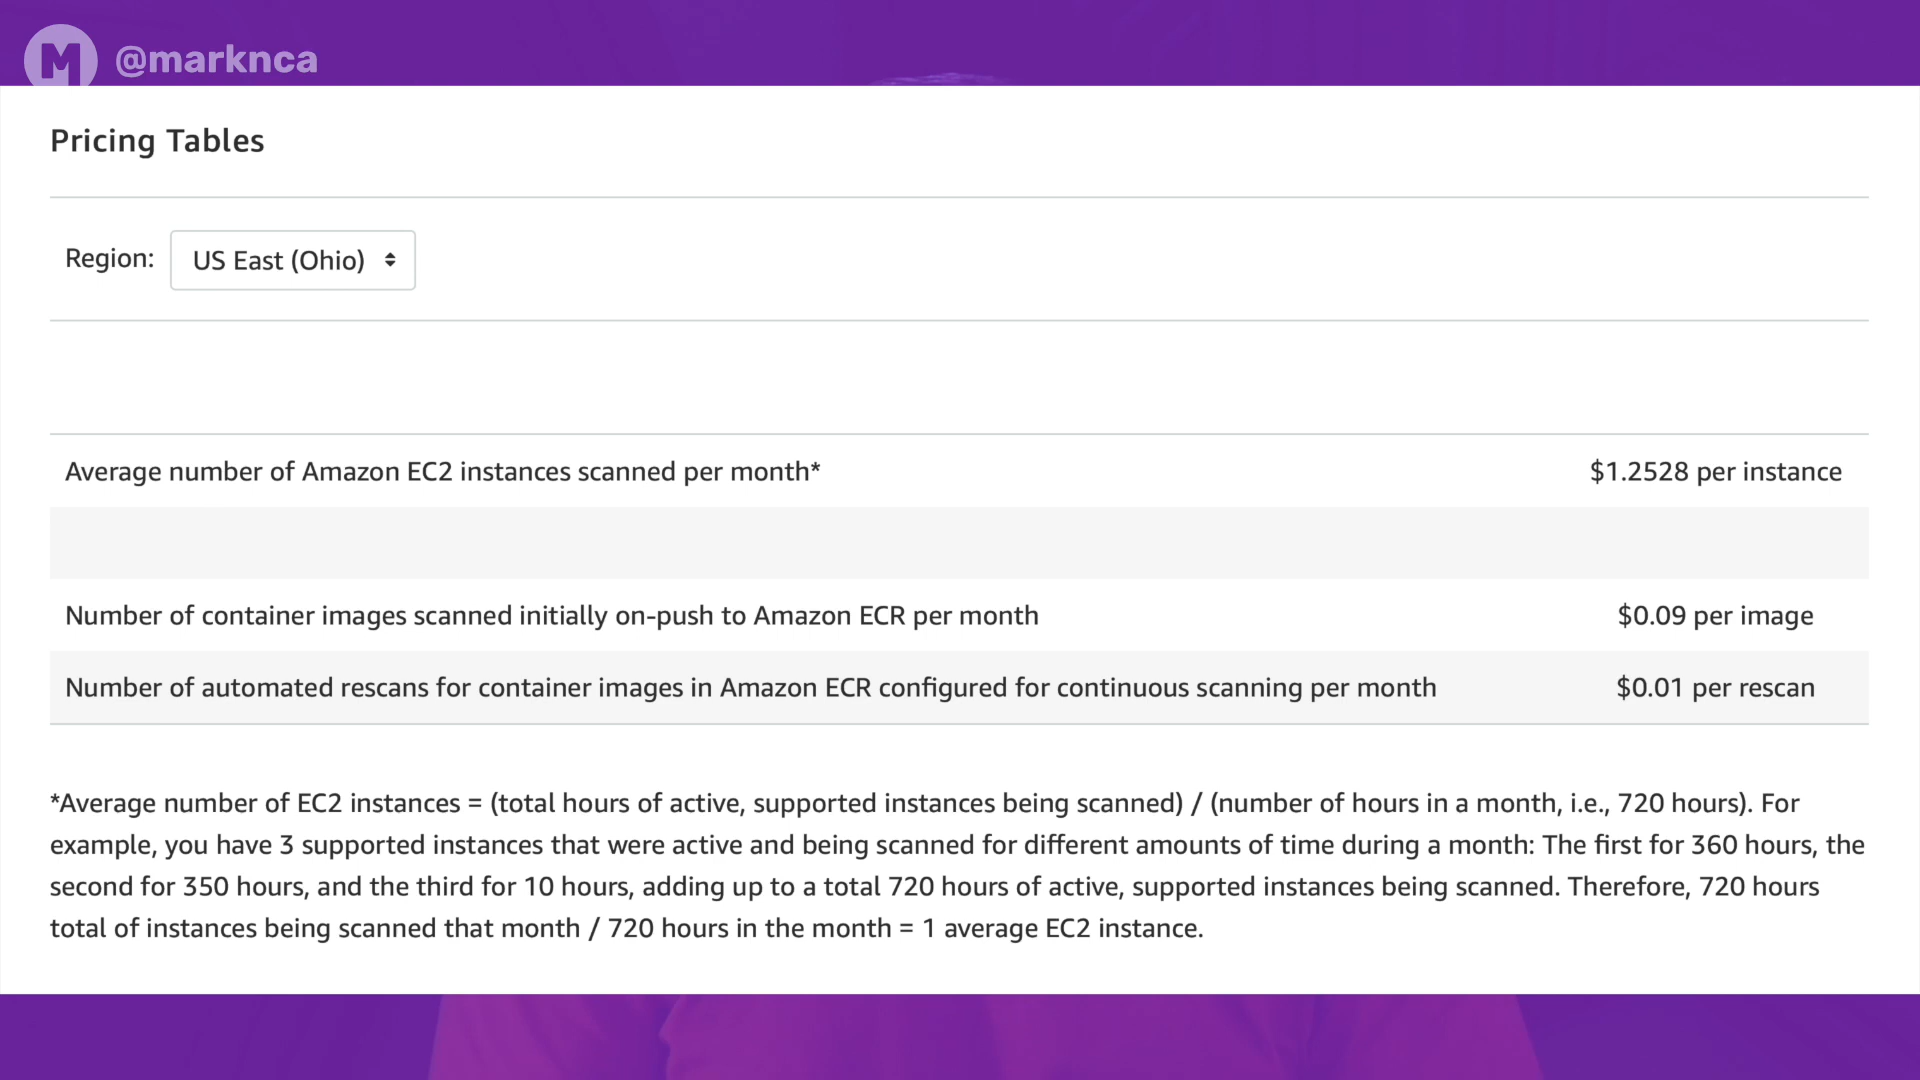 M @marknca
Pricing Tables
Region: US East (Ohio)
Average number of Amazon EC2 instances scanned per month* $1.2528 per instance
Number of container images scanned initially on-push to Amazon ECR per month $0.09 per image
Number of automated rescans for container images in Amazon ECR configured for continuous scanning per month $0.01 per rescan
*Average number of EC2 instances = (total hours of active, supported instances being scanned) / (number of hours in a month, i.e., 720 hours). For
example, you have 3 supported instances that were active and being scanned for different amounts of time during a month: The first for 360 hours, the
second for 350 hours, and the third for 10 hours, adding up to a total 720 hours of active, supported instances being scanned. Therefore, 720 hours
total of instances being scanned that month / 720 hours in the month = 1 average EC2 instance.